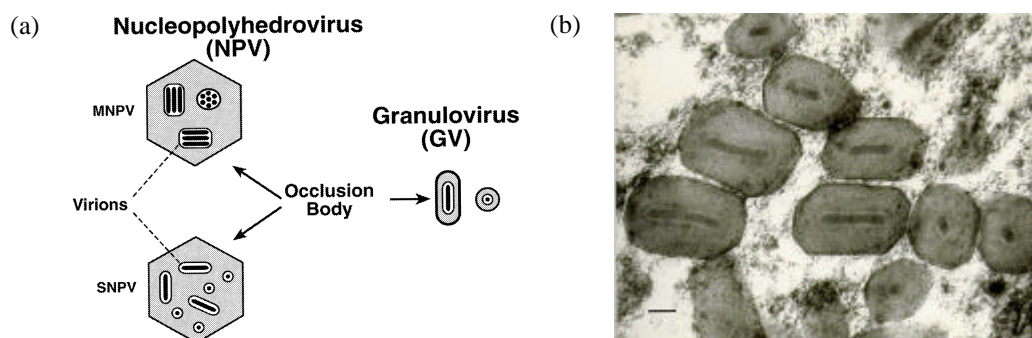 (a)
Nucleopolyhedrovirus
(NPV)
MNPV
Virions
SNPV
Occlusion
Body
Granulovirus
(GV)
(b)